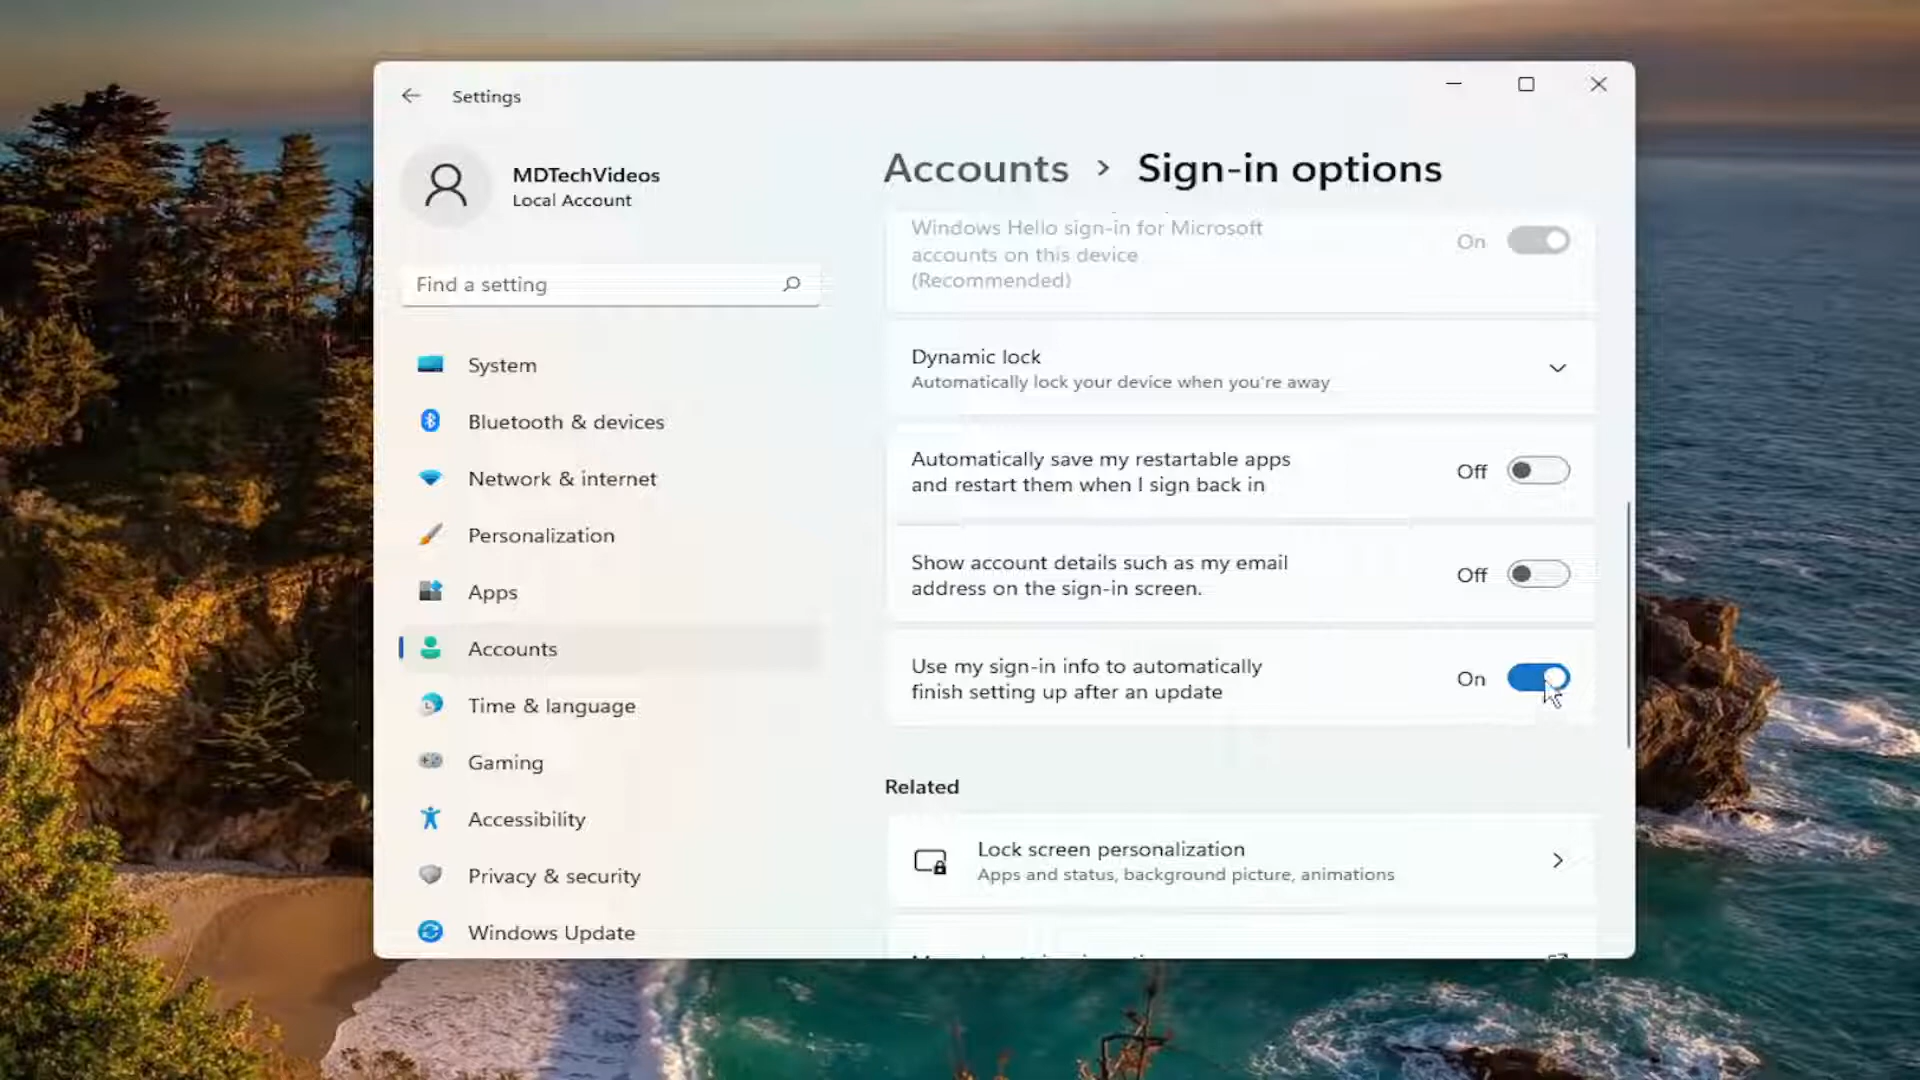 Settings
MDTechVideos
Local Account
Find a setting
System
Bluetooth & devices
Network & internet
Personalization
Apps
Accounts
Time & language
Gaming
Accessibility
Privacy & security
Windows Update
Accounts > Sign-in options
Windows Hello sign-in for Microsoft
accounts on this device
(Recommended)
On
Dynamic lock
Automatically lock your device when you're away
Automatically save my restartable apps
and restart them when I sign back in
Off
Show account details such as my email
address on the sign-in screen.
Off
Use my sign-in info to automatically
finish setting up after an update
On
Related
Lock screen personalization
Apps and status, background picture, animations